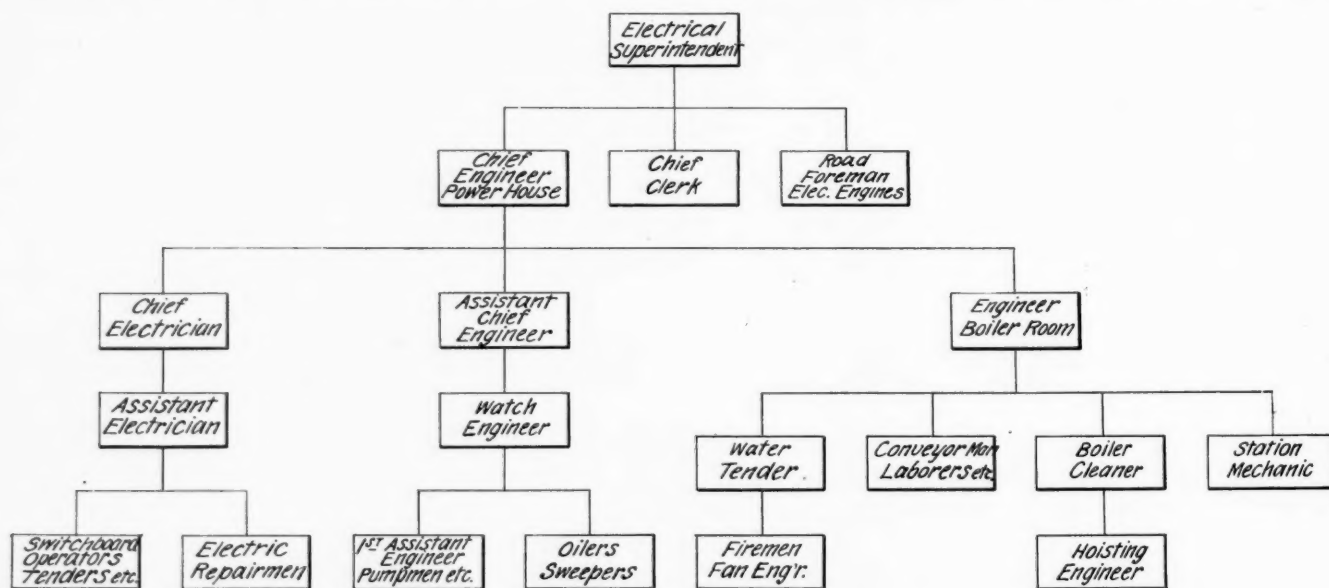 Electrical
Superintendent
Chief
Engineer
Power House
Chief
Clerk
Road
Foreman
Elec. Engines
Chief
Electrician
Assistant
Chief
Engineer
Engineer
Boiler Room
Assistant
Electrician
Watch
Engineer
Water
Tender
Conveyor Man
Laborers etc.
Boiler
Cleaner
Station
Mechanic
Switchboard
Operators
Tenders etc.
Electric
Repairmen
1ST Assistant
Engineer
Pumpmen etc.
Oilers
Sweepers
Firemen
Fan Eng'r.
Hoisting
Engineer